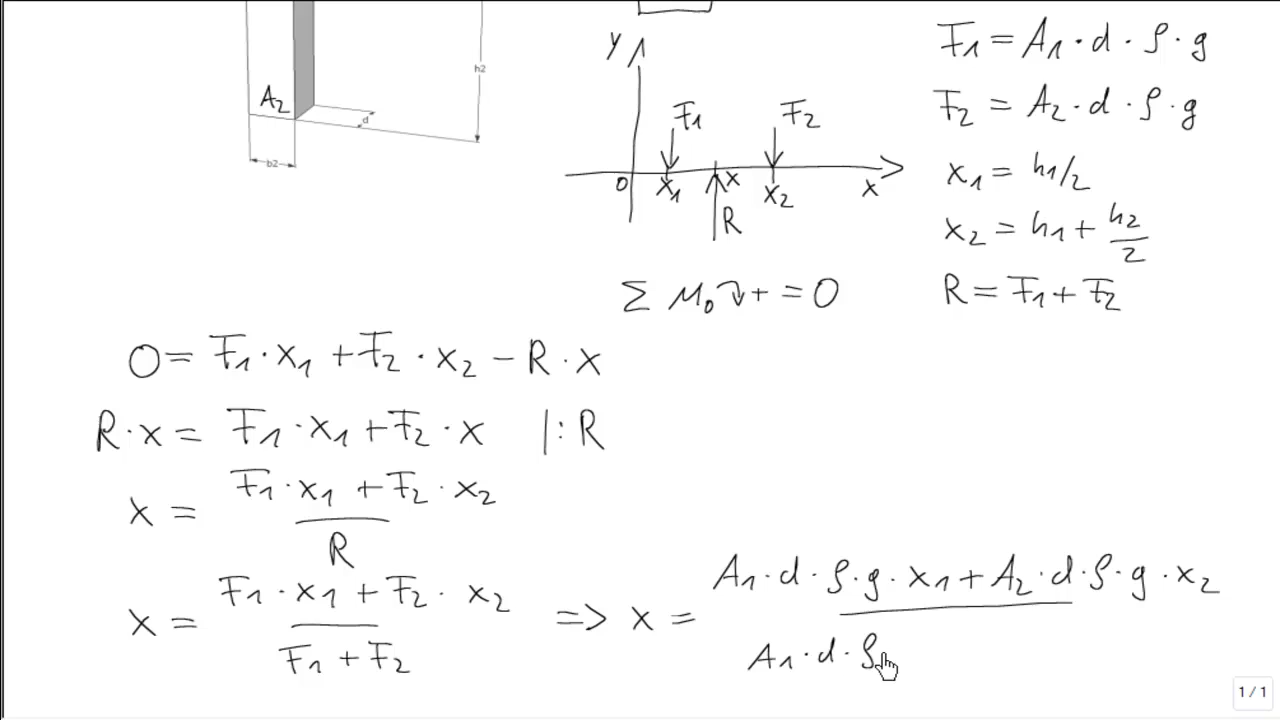 h2
A₂
d
b2
y
F₁
F₂
0
x₁
x
x₂
x
R
Σ M₀ ↷+ = 0
F₁ = A₁ · d · ρ · g
F₂ = A₂ · d · ρ · g
x₁ = h₁/2
x₂ = h₁ + h₂/2
R = F₁ + F₂
0 = F₁ · x₁ + F₂ · x₂ − R · x
R · x = F₁ · x₁ + F₂ · x |: R
x = (F₁ · x₁ + F₂ · x₂) / R
x = (F₁ · x₁ + F₂ · x₂) / (F₁ + F₂) => x = (A₁ · d · ρ · g · x₁ + A₂ · d · ρ · g · x₂) / (A₁ · d · ρ
1 / 1